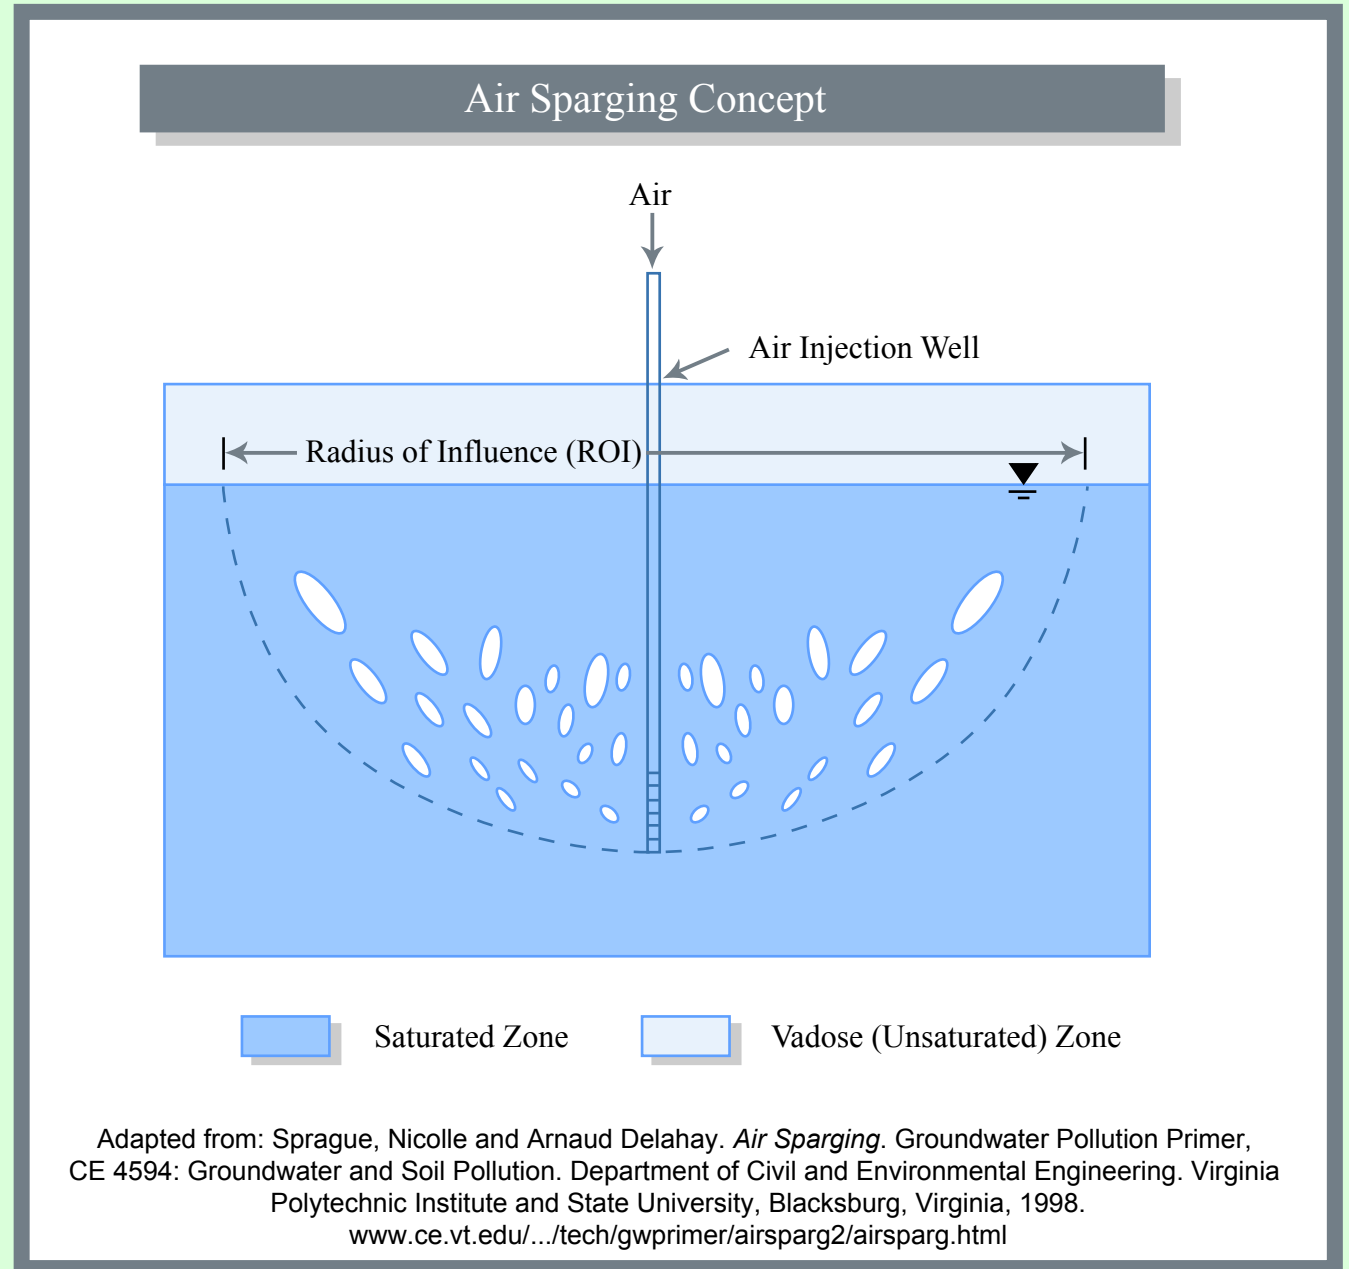 Air Sparging Concept
Air
Air Injection Well
Radius of Influence (ROI)
Saturated Zone
Vadose (Unsaturated) Zone
Adapted from: Sprague, Nicolle and Arnaud Delahay. Air Sparging. Groundwater Pollution Primer,
CE 4594: Groundwater and Soil Pollution. Department of Civil and Environmental Engineering. Virginia
Polytechnic Institute and State University, Blacksburg, Virginia, 1998.
www.ce.vt.edu/.../tech/gwprimer/airsparg2/airsparg.html